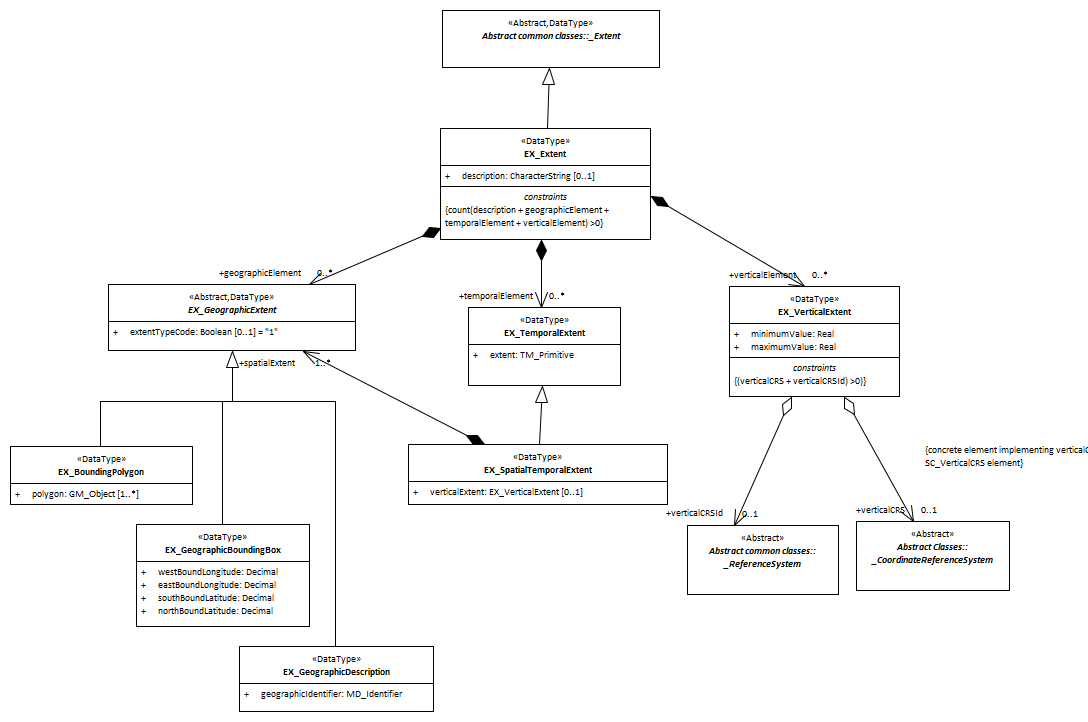 «Abstract,DataType»
Abstract common classes::_Extent
«DataType»
EX_Extent
+ description: CharacterString [0..1]
constraints
{count(description + geographicElement +
temporalElement + verticalElement) >0}
+geographicElement 0..*
+temporalElement 0..*
+verticalElement 0..*
«Abstract,DataType»
EX_GeographicExtent
+ extentTypeCode: Boolean [0..1] = "1"
«DataType»
EX_TemporalExtent
+ extent: TM_Primitive
«DataType»
EX_VerticalExtent
+ minimumValue: Real
+ maximumValue: Real
constraints
{(verticalCRS + verticalCRSId) >0)}
+spatialExtent 1..*
«DataType»
EX_BoundingPolygon
+ polygon: GM_Object [1..*]
«DataType»
EX_SpatialTemporalExtent
+ verticalExtent: EX_VerticalExtent [0..1]
{concrete element implementing verticalC
SC_VerticalCRS element}
+verticalCRSId 0..1
+verticalCRS 0..1
«DataType»
EX_GeographicBoundingBox
+ westBoundLongitude: Decimal
+ eastBoundLongitude: Decimal
+ southBoundLatitude: Decimal
+ northBoundLatitude: Decimal
«Abstract»
Abstract common classes::
_ReferenceSystem
«Abstract»
Abstract Classes::
_CoordinateReferenceSystem
«DataType»
EX_GeographicDescription
+ geographicIdentifier: MD_Identifier